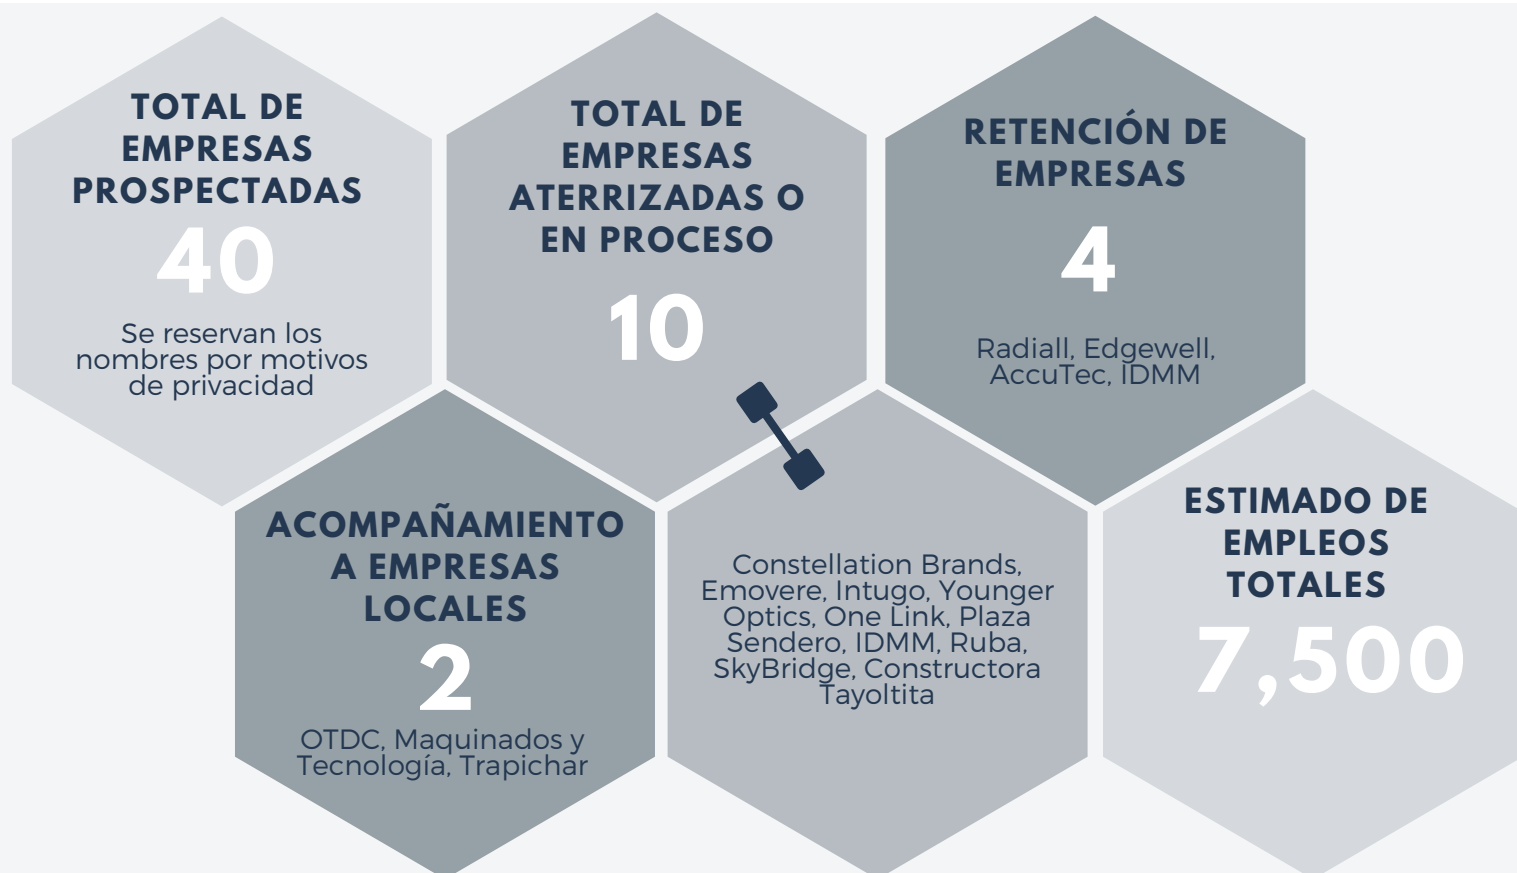 TOTAL DE
EMPRESAS
PROSPECTADAS
40
Se reservan los
nombres por motivos
de privacidad
TOTAL DE
EMPRESAS
ATERRIZADAS O
EN PROCESO
10
RETENCIÓN DE
EMPRESAS
4
Radiall, Edgewell,
AccuTec, IDMM
ACOMPAÑAMIENTO
A EMPRESAS
LOCALES
2
OTDC, Maquinados y
Tecnología, Trapichar
Constellation Brands,
Emovere, Intugo, Younger
Optics, One Link, Plaza
Sendero, IDMM, Ruba,
SkyBridge, Constructora
Tayoltita
ESTIMADO DE
EMPLEOS
TOTALES
7,500